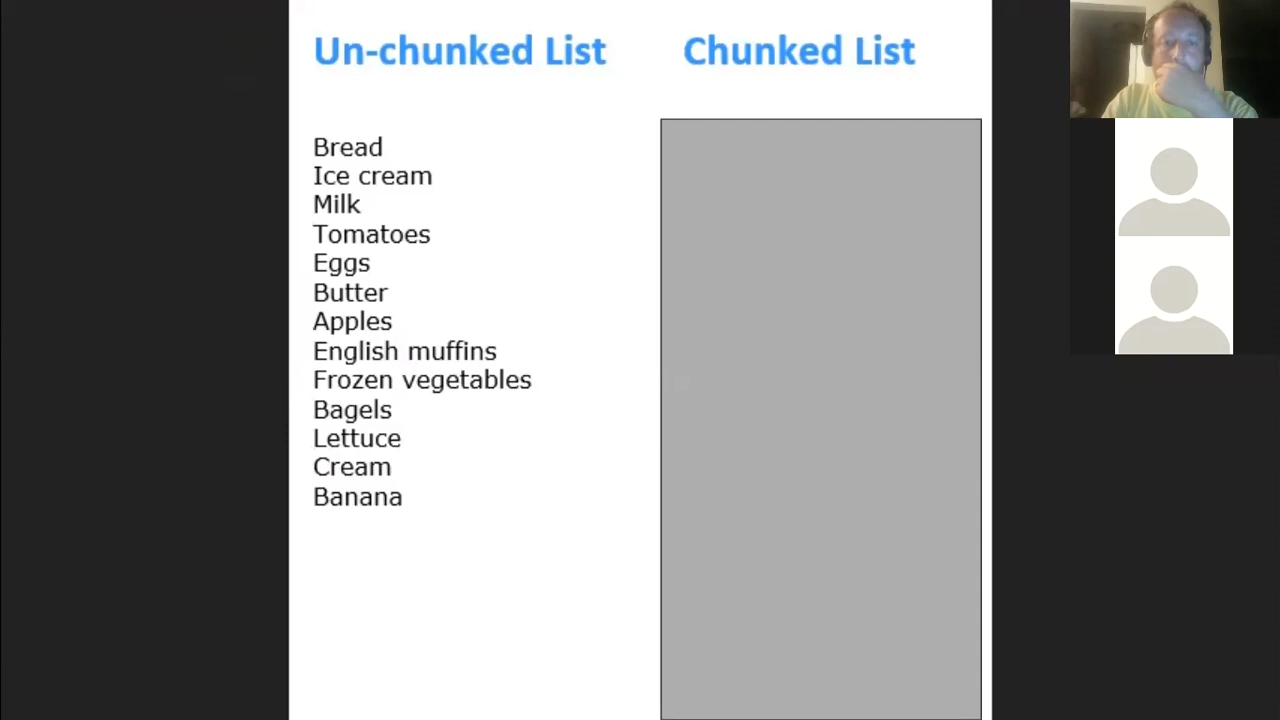 Un-chunked List
Chunked List
Bread
Ice cream
Milk
Tomatoes
Eggs
Butter
Apples
English muffins
Frozen vegetables
Bagels
Lettuce
Cream
Banana